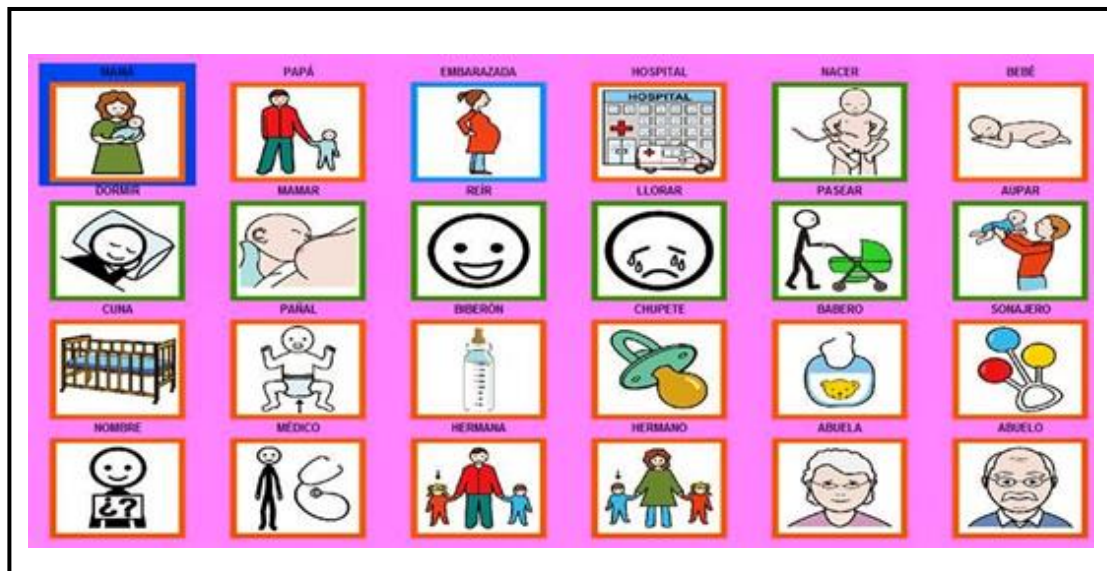 MAMÁ PAPÁ EMBARAZADA HOSPITAL NACER BEBÉ
HOSPITAL
DORMIR MAMAR REÍR LLORAR PASEAR AUPAR
CUNA PAÑAL BIBERÓN CHUPETE BABERO SONAJERO
NOMBRE MÉDICO HERMANA HERMANO ABUELA ABUELO
¿?